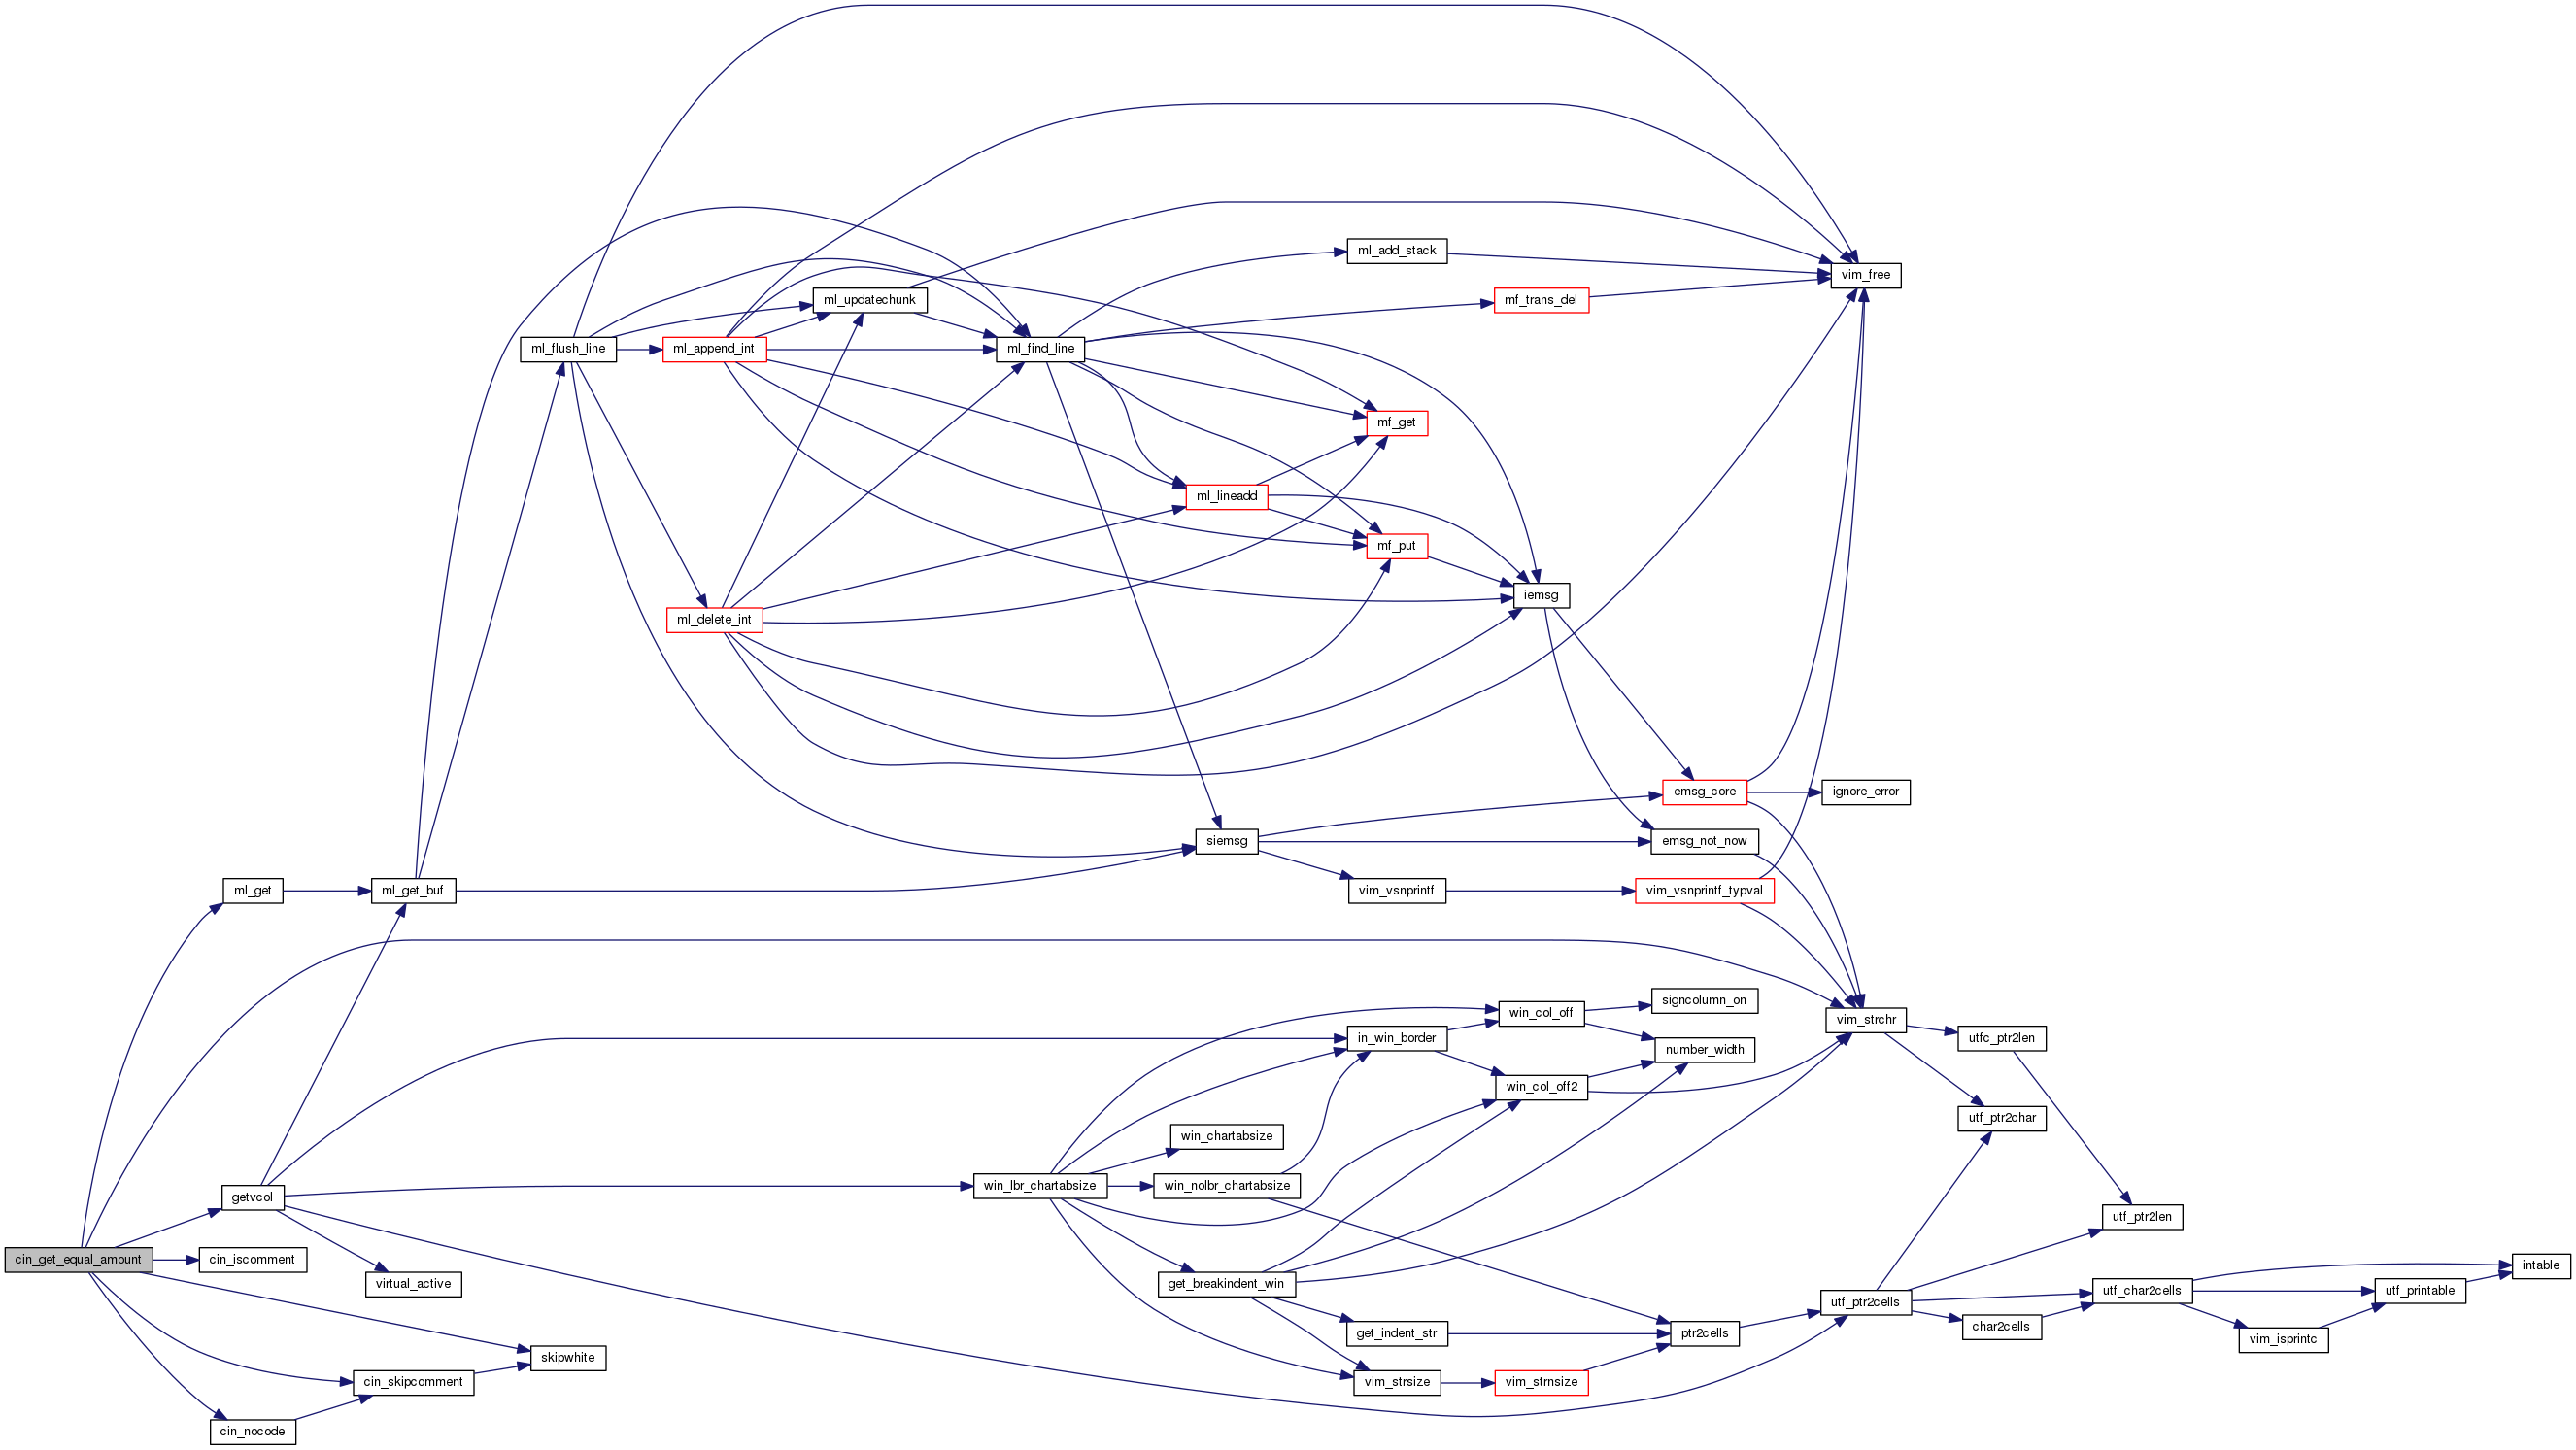 ml_add_stack
vim_free
ml_updatechunk
mf_trans_del
ml_flush_line
ml_append_int
ml_find_line
mf_get
ml_lineadd
mf_put
iemsg
ml_delete_int
emsg_core
ignore_error
siemsg
emsg_not_now
ml_get
ml_get_buf
vim_vsnprintf
vim_vsnprintf_typval
signcolumn_on
win_col_off
vim_strchr
in_win_border
utfc_ptr2len
number_width
win_col_off2
utf_ptr2char
win_chartabsize
getvcol
win_lbr_chartabsize
win_nolbr_chartabsize
utf_ptr2len
cin_get_equal_amount
cin_iscomment
intable
virtual_active
get_breakindent_win
utf_char2cells
utf_printable
utf_ptr2cells
char2cells
get_indent_str
ptr2cells
vim_isprintc
skipwhite
cin_skipcomment
vim_strsize
vim_strnsize
cin_nocode